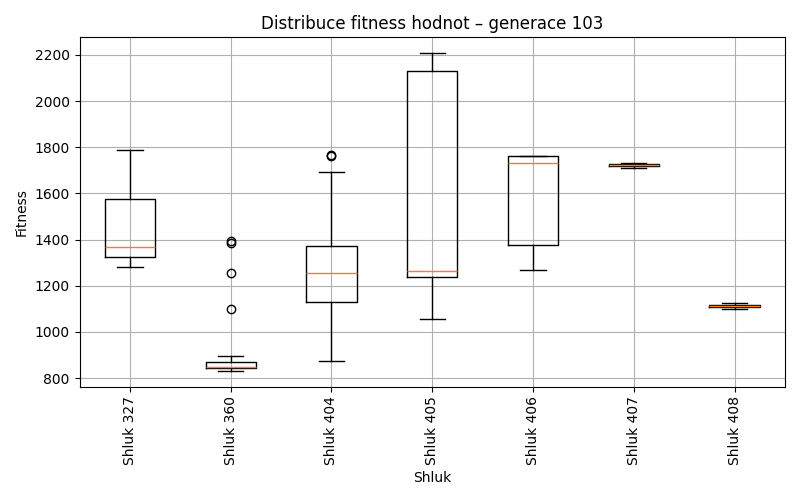 Distribuce fitness hodnot – generace 103
Fitness
2200
2000
1800
1600
1400
1200
1000
800
Shluk 327
Shluk 360
Shluk 404
Shluk 405
Shluk 406
Shluk 407
Shluk 408
Shluk